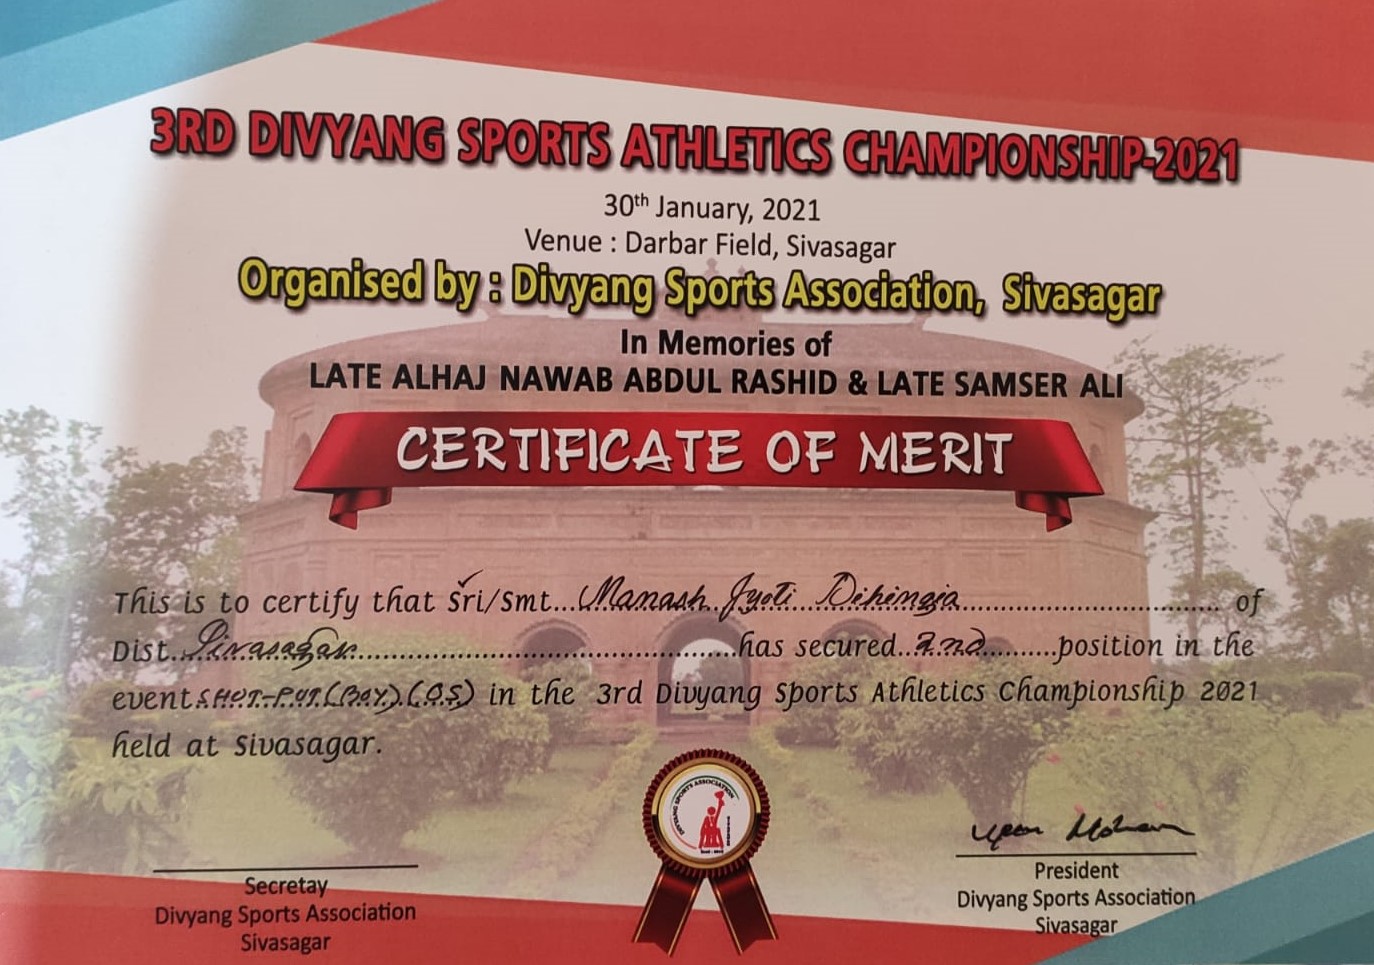 3RD DIVYANG SPORTS ATHLETICS CHAMPIONSHIP-2021
30th January, 2021
Venue : Darbar Field, Sivasagar
Organised by : Divyang Sports Association, Sivasagar
In Memories of
LATE ALHAJ NAWAB ABDUL RASHID & LATE SAMSER ALI
CERTIFICATE OF MERIT
This is to certify that Sri/Smt...Manash Jyoti Dihingia.............................. of
Dist..Sivasagar..........................................has secured..2nd.........position in the
event SHOT-PUT (BOY) (O.S) in the 3rd Divyang Sports Athletics Championship 2021
held at Sivasagar.
DIVYANG SPORTS ASSOCIATION
Secretay
Divyang Sports Association
Sivasagar
President
Divyang Sports Association
Sivasagar